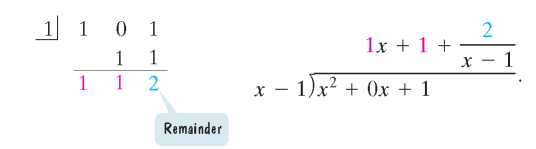 1| 1 0 1
1 1
1 1 2
Remainder
1x + 1 + 2/(x − 1)
x − 1)x² + 0x + 1.